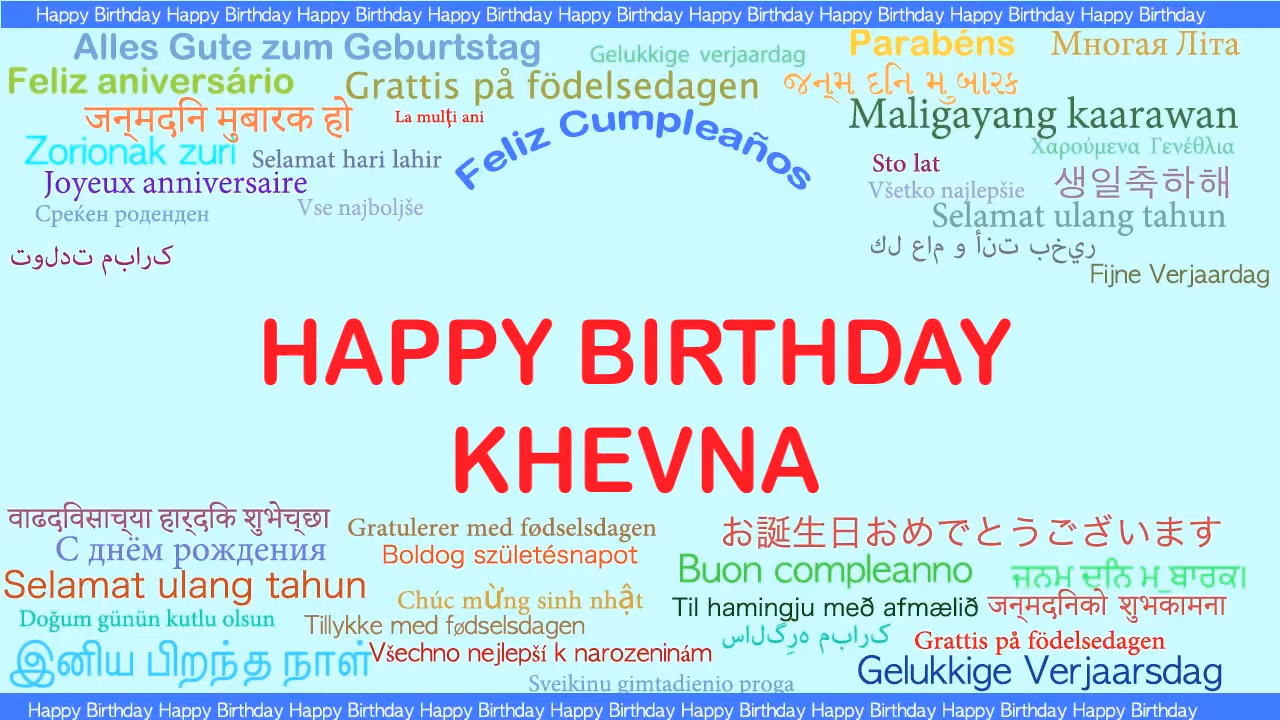 Happy Birthday Happy Birthday Happy Birthday Happy Birthday Happy Birthday Happy Birthday Happy Birthday Happy Birthday Happy Birthday
Alles Gute zum Geburtstag
Gelukkige verjaardag
Parabéns
Многая Літа
Feliz aniversário
Grattis på födelsedagen
જન્મ દિન મુબારક
जन्मदिन मुबारक हो
La mulţi ani
Feliz Cumpleaños
Maligayang kaarawan
Zorionak zuri
Selamat hari lahir
Sto lat
Χαρούμενα Γενέθλια
Joyeux anniversaire
Všetko najlepšie
생일축하해
Среќен роденден
Vse najboljše
Selamat ulang tahun
تولدت مبارک
كل عام و أنت بخير
Fijne Verjaardag
HAPPY BIRTHDAY
KHEVNA
वाढदिवसाच्या हार्दिक शुभेच्छा
Gratulerer med fødselsdagen
お誕生日おめでとうございます
С днём рождения
Boldog születésnapot
Buon compleanno
ਜਨਮ ਦਿਨ ਮੁਬਾਰਕ।
Selamat ulang tahun
Chúc mừng sinh nhật
Til hamingju með afmælið
जन्मदिनको शुभकामना
Doğum günün kutlu olsun
Tillykke med fødselsdagen
سالگرہ مبارک
Grattis på födelsedagen
இனிய பிறந்த நாள்
Všechno nejlepší k narozeninám
Gelukkige Verjaarsdag
Sveikinu gimtadienio proga
Happy Birthday Happy Birthday Happy Birthday Happy Birthday Happy Birthday Happy Birthday Happy Birthday Happy Birthday Happy Birthday